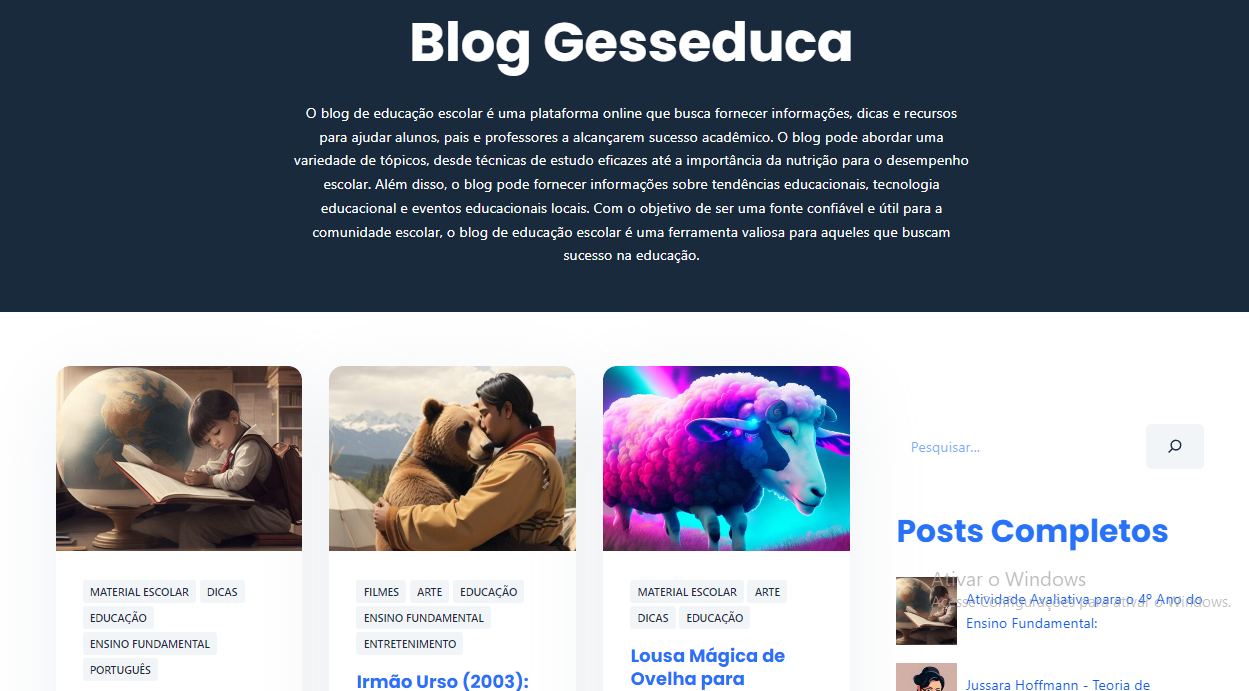 Blog Gesseduca
O blog de educação escolar é uma plataforma online que busca fornecer informações, dicas e recursos
para ajudar alunos, pais e professores a alcançarem sucesso acadêmico. O blog pode abordar uma
variedade de tópicos, desde técnicas de estudo eficazes até a importância da nutrição para o desempenho
escolar. Além disso, o blog pode fornecer informações sobre tendências educacionais, tecnologia
educacional e eventos educacionais locais. Com o objetivo de ser uma fonte confiável e útil para a
comunidade escolar, o blog de educação escolar é uma ferramenta valiosa para aqueles que buscam
sucesso na educação.
MATERIAL ESCOLAR DICAS
EDUCAÇÃO
ENSINO FUNDAMENTAL
PORTUGUÊS
FILMES ARTE EDUCAÇÃO
ENSINO FUNDAMENTAL
ENTRETENIMENTO
Irmão Urso (2003):
MATERIAL ESCOLAR ARTE
DICAS EDUCAÇÃO
Lousa Mágica de
Ovelha para
Pesquisar...
Posts Completos
Ativar o Windows
Acesse Configurações para ativar o Windows.
Atividade Avaliativa para o 4º Ano do
Ensino Fundamental:
Jussara Hoffmann - Teoria de